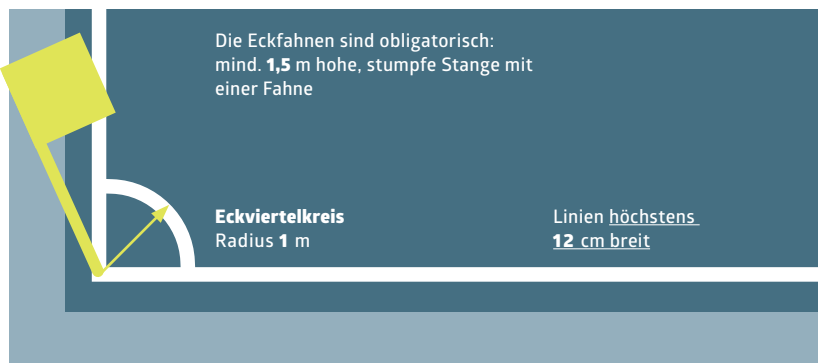 Die Eckfahnen sind obligatorisch:
mind. 1,5 m hohe, stumpfe Stange mit
einer Fahne
Eckviertelkreis
Radius 1 m
Linien höchstens
12 cm breit